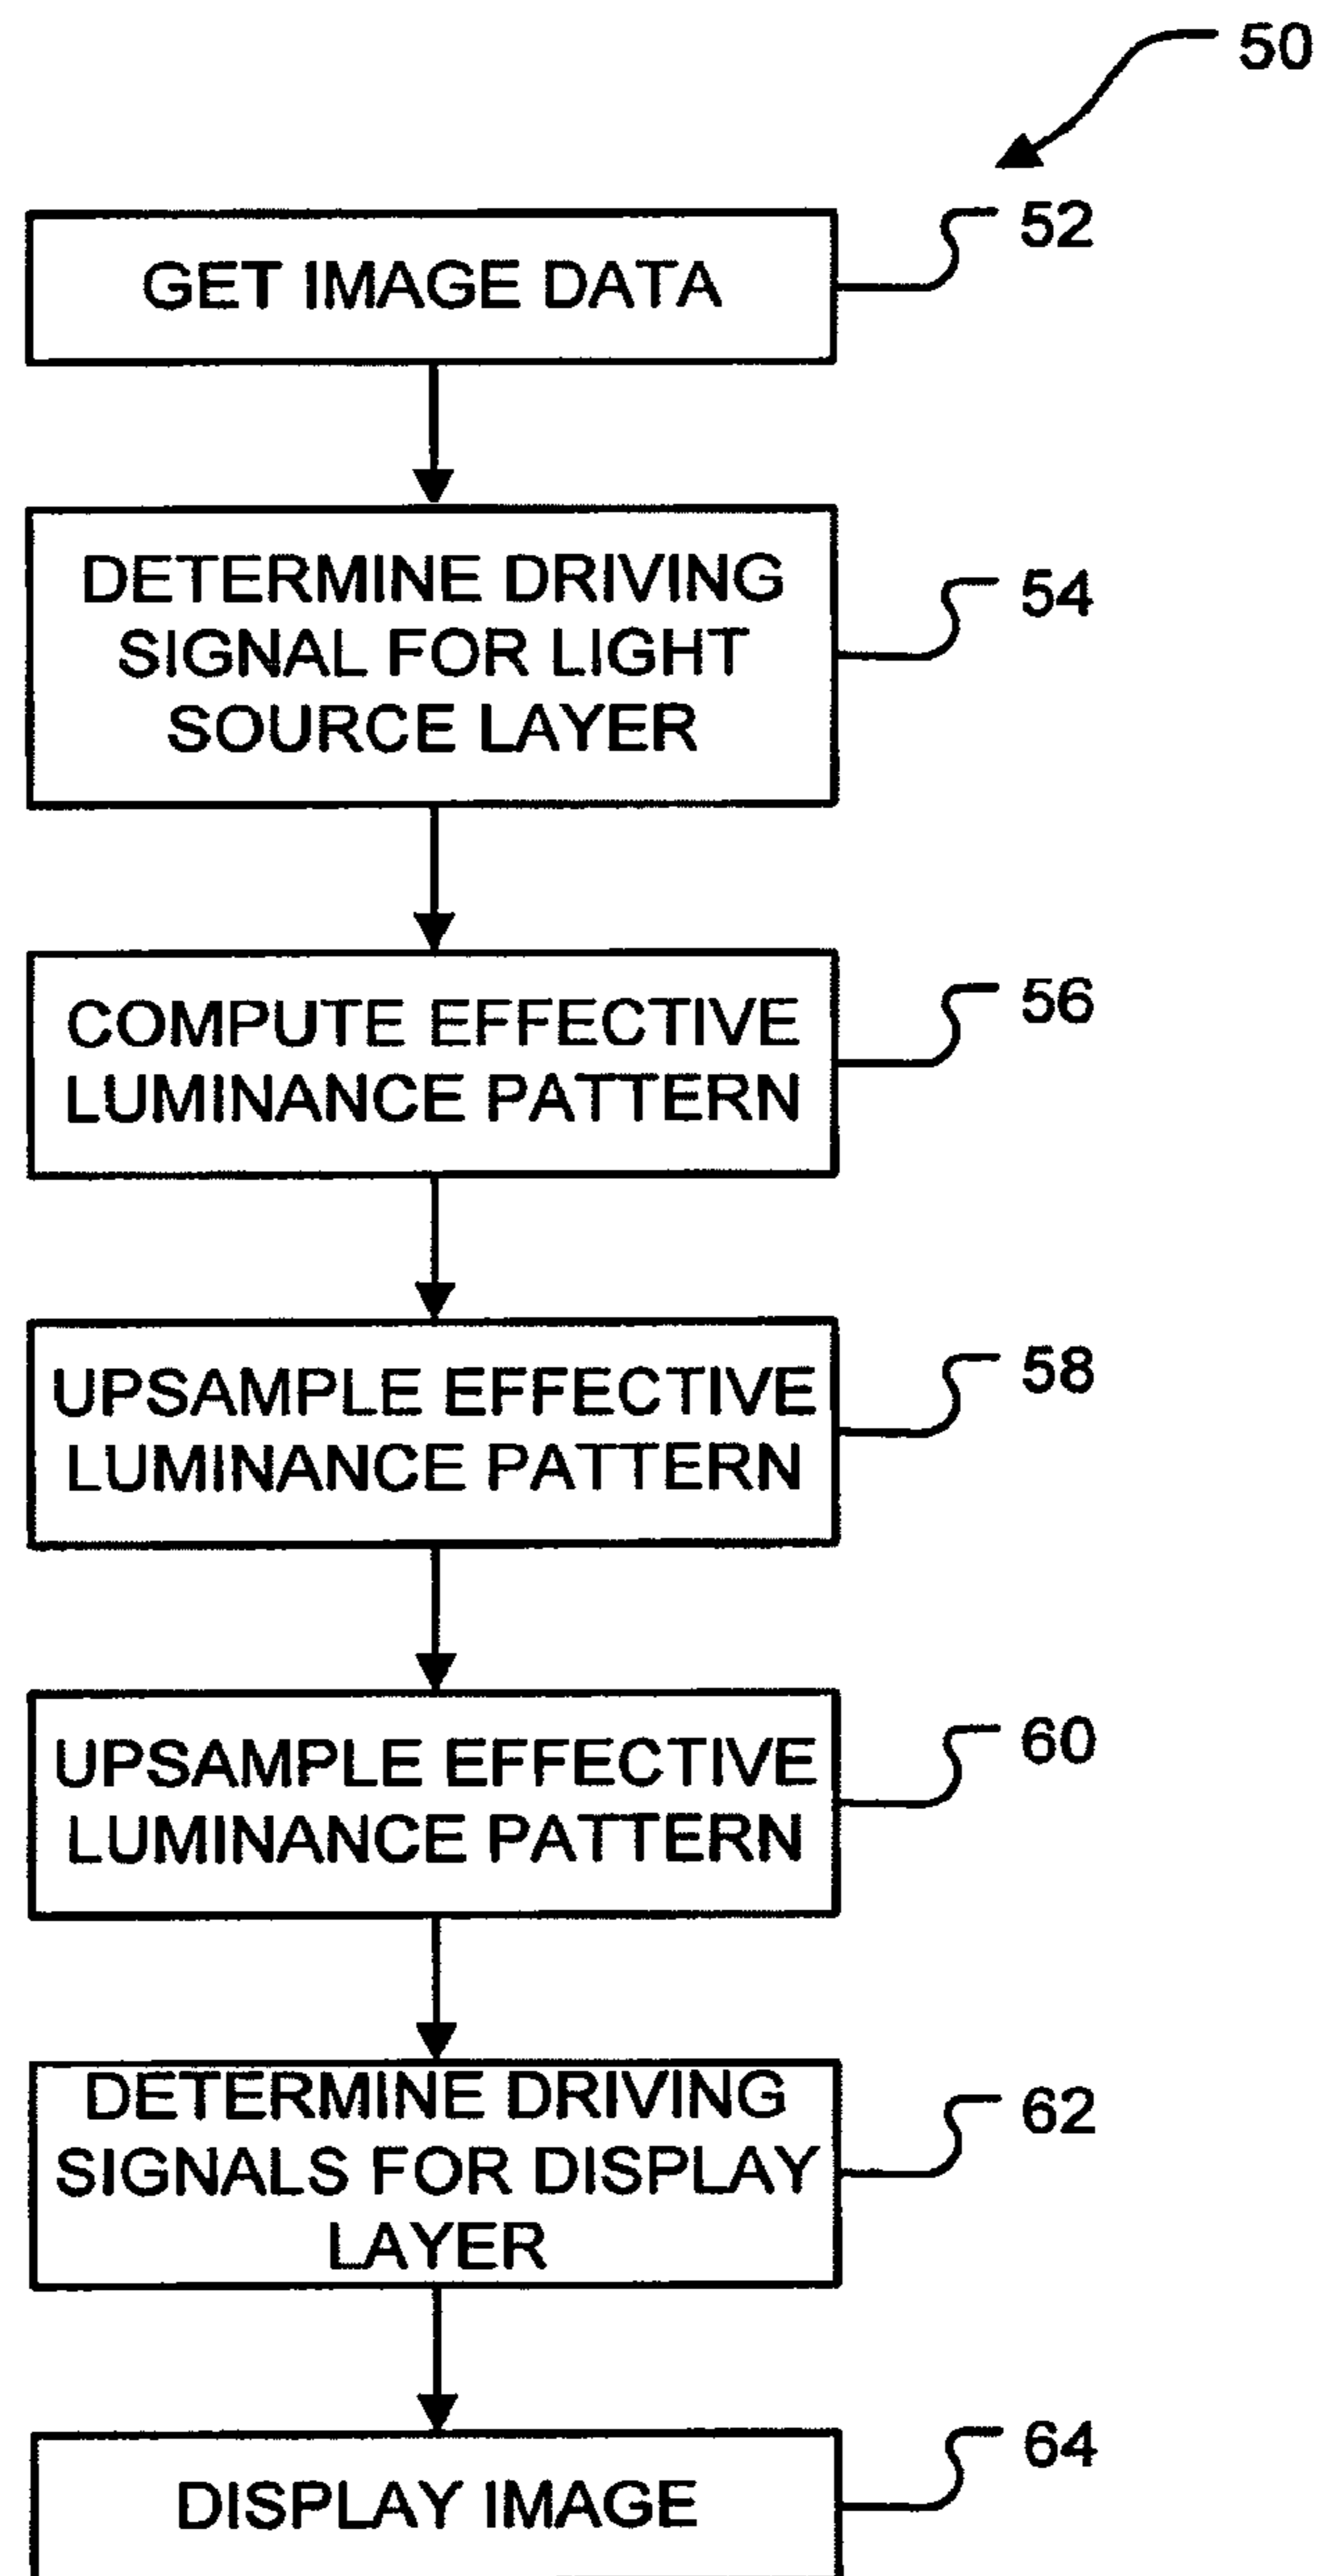 50
52
GET IMAGE DATA
54
DETERMINE DRIVING
SIGNAL FOR LIGHT
SOURCE LAYER
56
COMPUTE EFFECTIVE
LUMINANCE PATTERN
58
UPSAMPLE EFFECTIVE
LUMINANCE PATTERN
60
UPSAMPLE EFFECTIVE
LUMINANCE PATTERN
62
DETERMINE DRIVING
SIGNALS FOR DISPLAY
LAYER
64
DISPLAY IMAGE